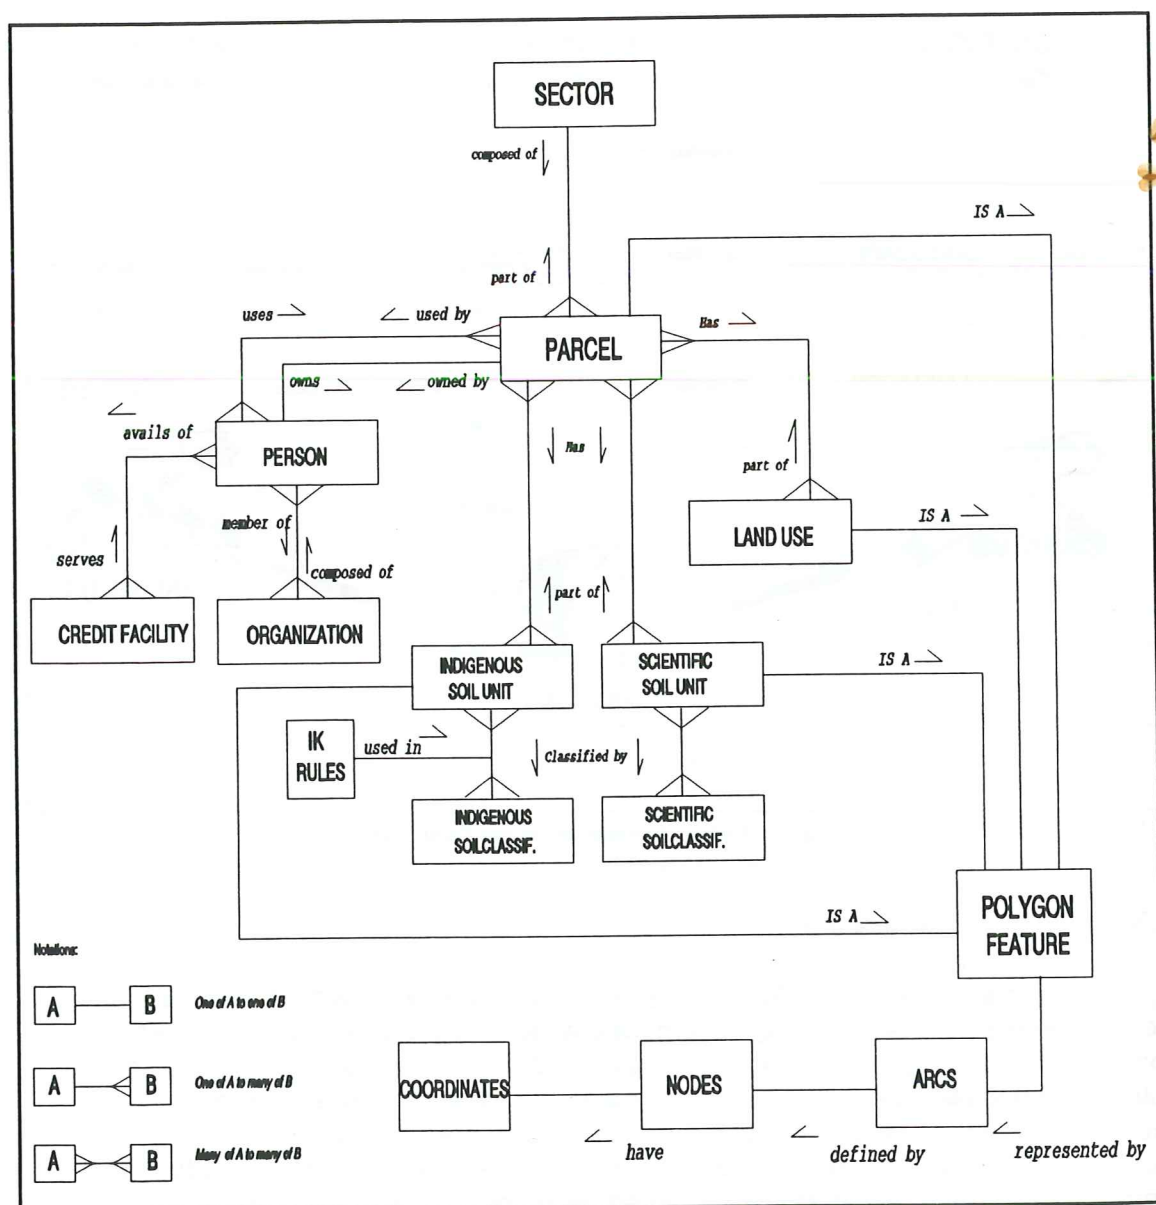 SECTOR
composed of
IS A
part of
uses
used by
Has
PARCEL
owns
owned by
avails of
PERSON
Has
part of
member of
LAND USE
IS A
serves
composed of
part of
CREDIT FACILITY
ORGANIZATION
INDIGENOUS
SOIL UNIT
SCIENTIFIC
SOIL UNIT
IS A
IK
RULES
used in
Classified by
INDIGENOUS
SOILCLASSIF.
SCIENTIFIC
SOILCLASSIF.
IS A
POLYGON
FEATURE
Notations:
A
B
One of A to one of B
A
B
One of A to many of B
A
B
Many of A to many of B
COORDINATES
NODES
ARCS
have
defined by
represented by